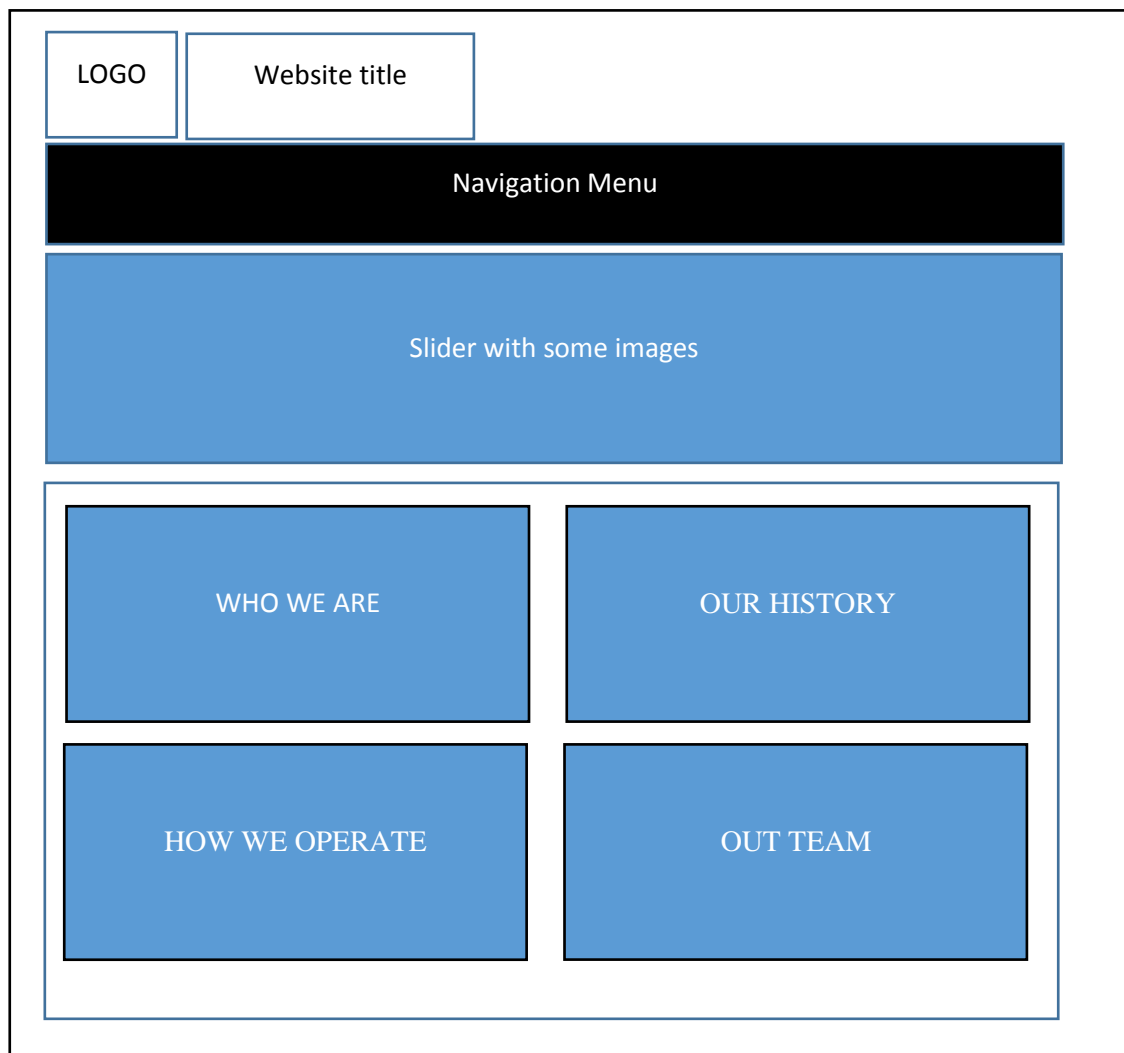 LOGO
Website title
Navigation Menu
Slider with some images
WHO WE ARE
OUR HISTORY
HOW WE OPERATE
OUT TEAM